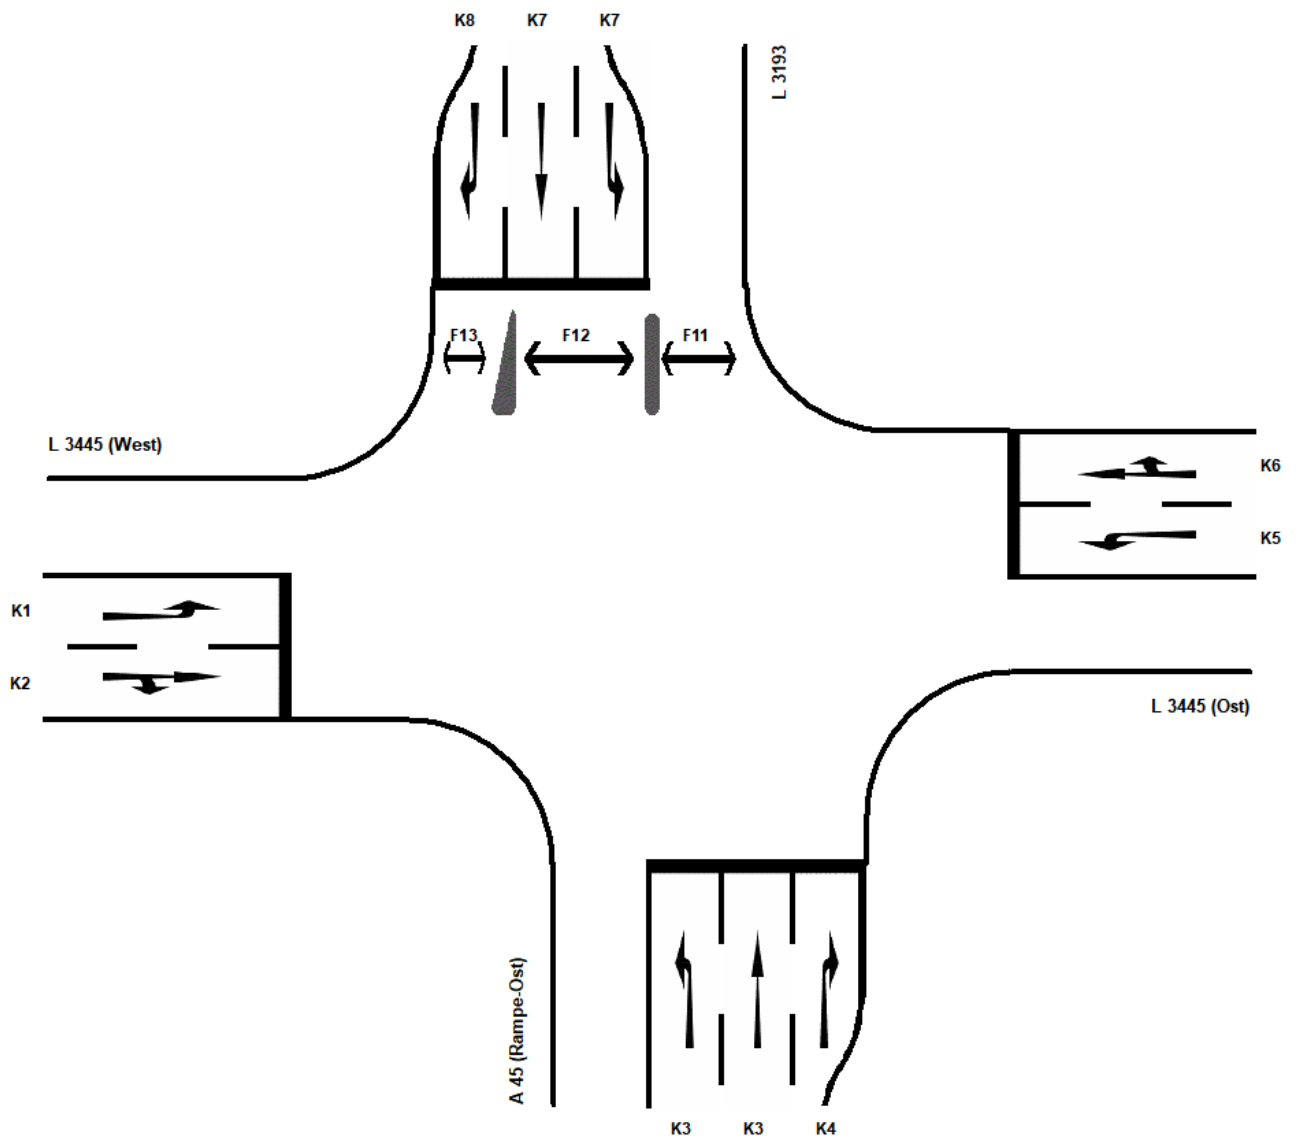 K8 K7 K7
L 3193
F13 F12 F11
L 3445 (West)
K6
K5
K1
K2
L 3445 (Ost)
A 45 (Rampe-Ost)
K3 K3 K4